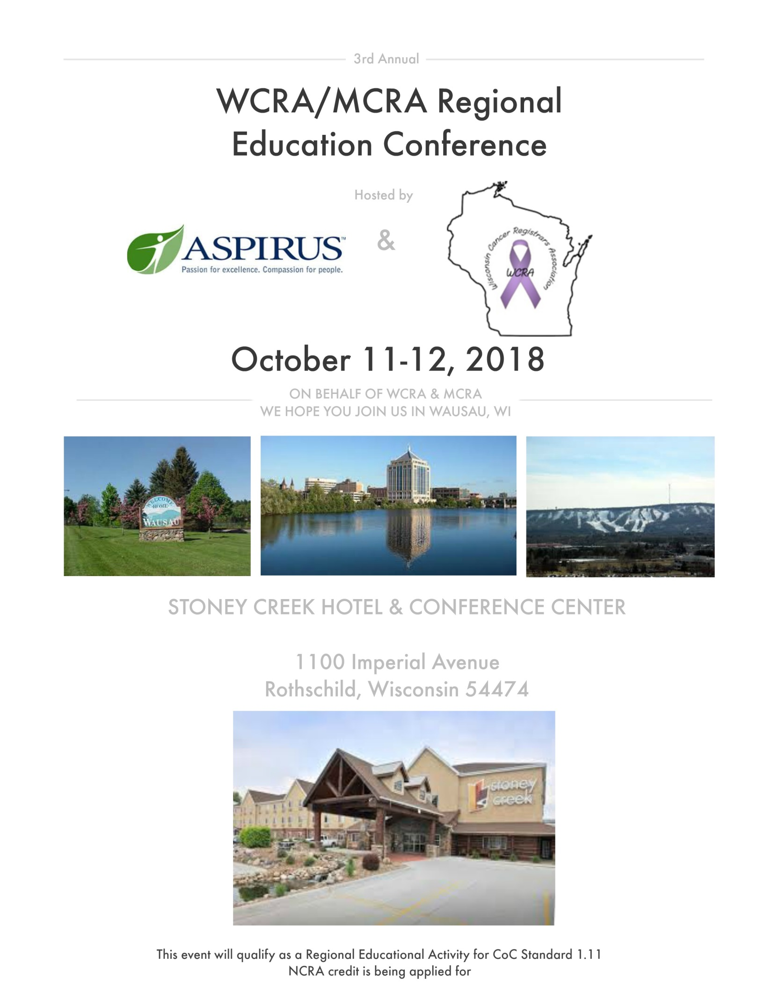 3rd Annual
WCRA/MCRA Regional
Education Conference
Hosted by
ASPIRUS™
Passion for excellence. Compassion for people.
&
Wisconsin Cancer Registrars Association
WCRA
October 11-12, 2018
ON BEHALF OF WCRA & MCRA
WE HOPE YOU JOIN US IN WAUSAU, WI
WELCOME
HOME
TO
WAUSAU
STONEY CREEK HOTEL & CONFERENCE CENTER
1100 Imperial Avenue
Rothschild, Wisconsin 54474
stoney
creek
This event will qualify as a Regional Educational Activity for CoC Standard 1.11
NCRA credit is being applied for